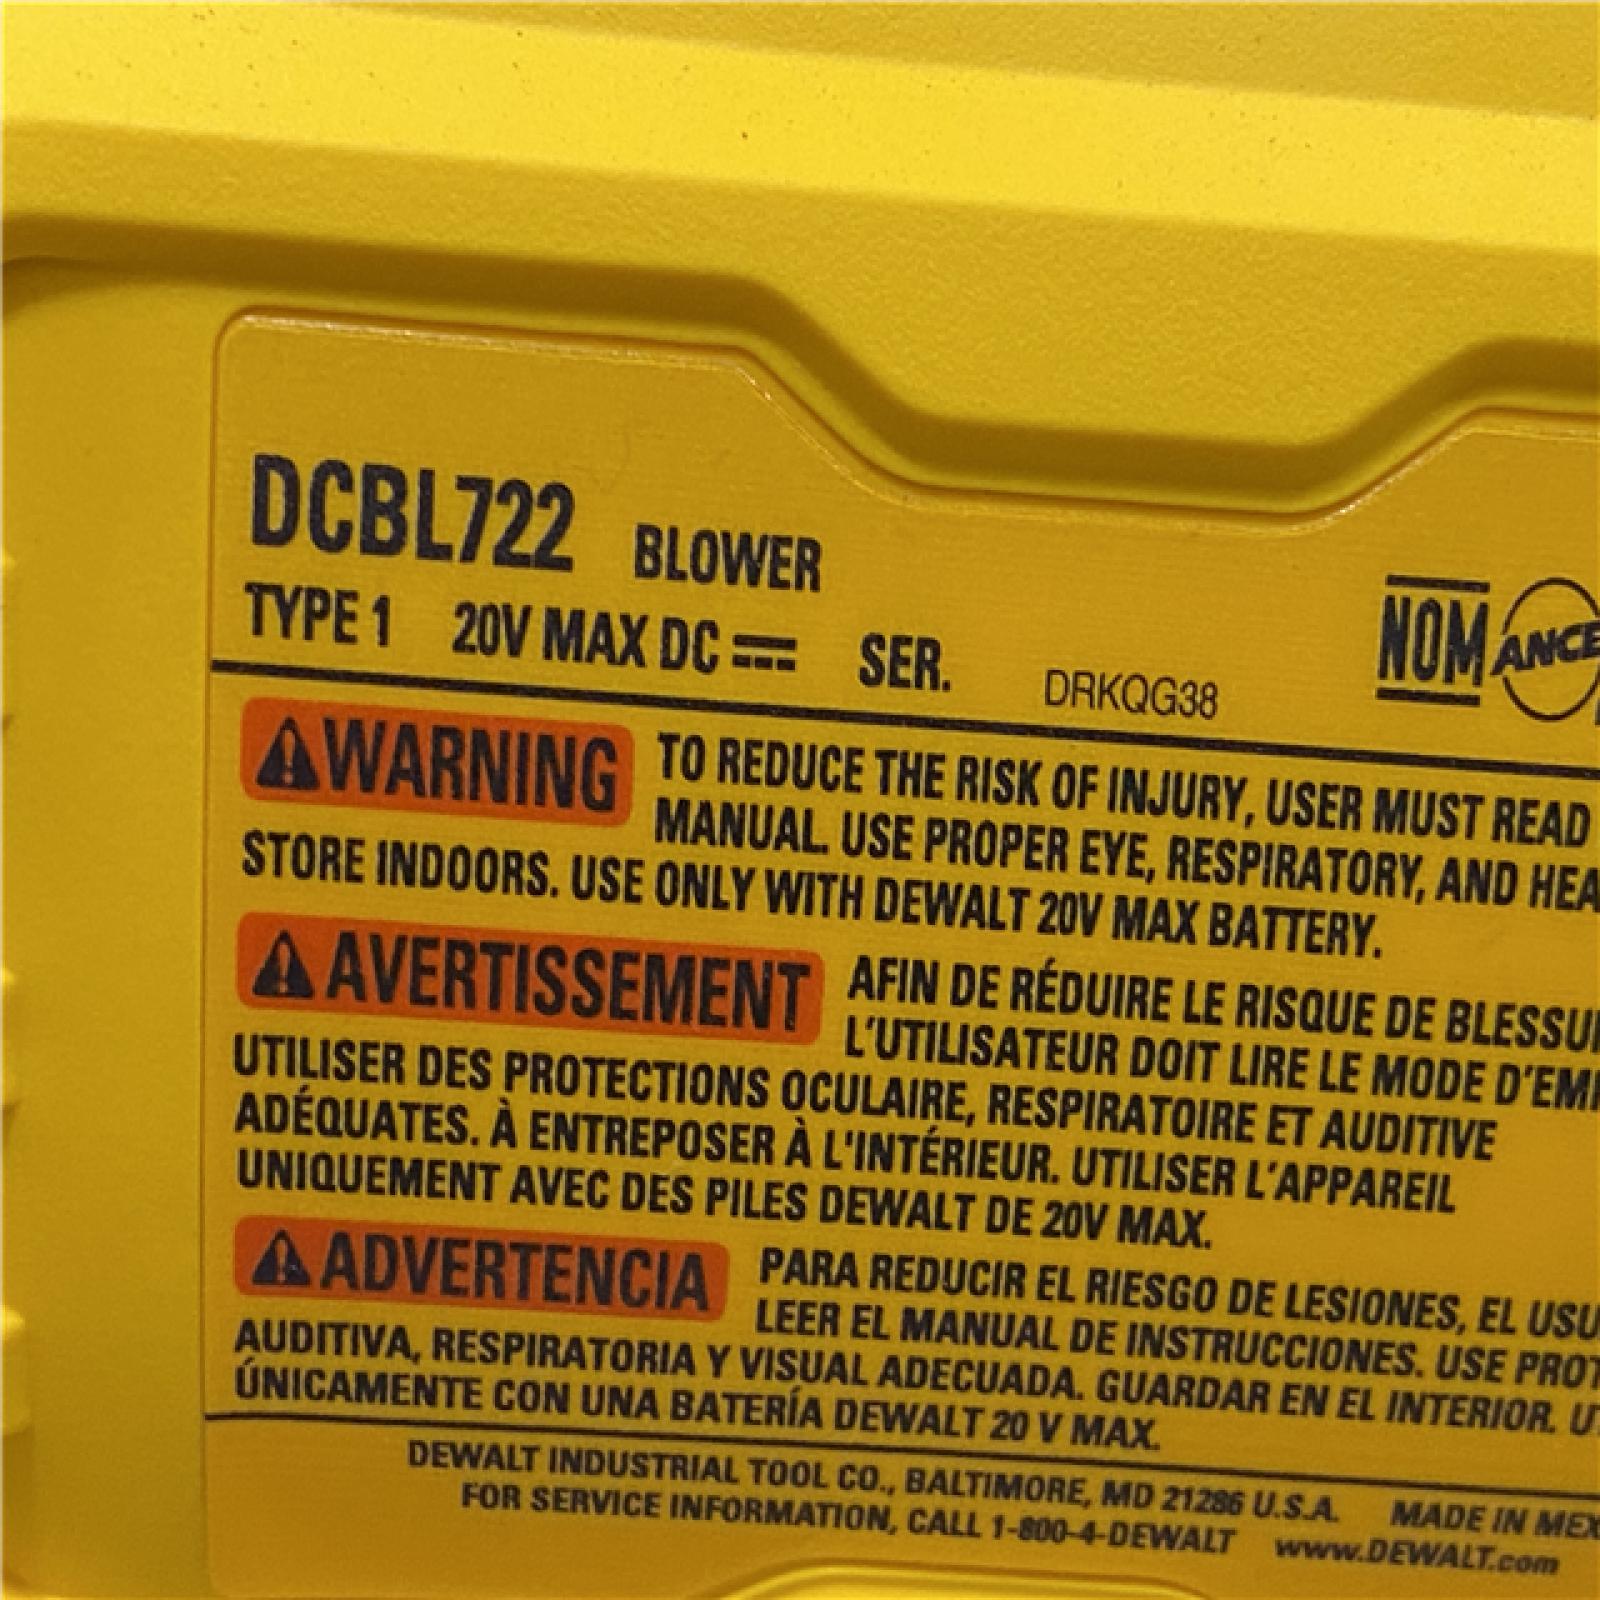 DCBL722 BLOWER
TYPE 1 20V MAX DC SER. DRKQG38
NOM ANCE
WARNING TO REDUCE THE RISK OF INJURY, USER MUST READ
MANUAL. USE PROPER EYE, RESPIRATORY, AND
STORE INDOORS. USE ONLY WITH DEWALT 20V MAX BATTERY.
AVERTISSEMENT AFIN DE RÉDUIRE LE RISQUE DE
L'UTILISATEUR DOIT LIRE LE MODE
UTILISER DES PROTECTIONS OCULAIRE, RESPIRATOIRE ET AUDITIVE
ADÉQUATES. À ENTREPOSER À L'INTÉRIEUR. UTILISER L'APPAREIL
UNIQUEMENT AVEC DES PILES DEWALT DE 20V MAX.
ADVERTENCIA PARA REDUCIR EL RIESGO DE LESIONES, EL
LEER EL MANUAL DE INSTRUCCIONES. USE
AUDITIVA, RESPIRATORIA Y VISUAL ADECUADA. GUARDAR EN EL INTERIOR.
ÚNICAMENTE CON UNA BATERÍA DEWALT 20 V MAX.
DEWALT INDUSTRIAL TOOL CO., BALTIMORE, MD 21286 U.S.A. MADE IN
FOR SERVICE INFORMATION, CALL 1-800-4-DEWALT www.DEWALT.com